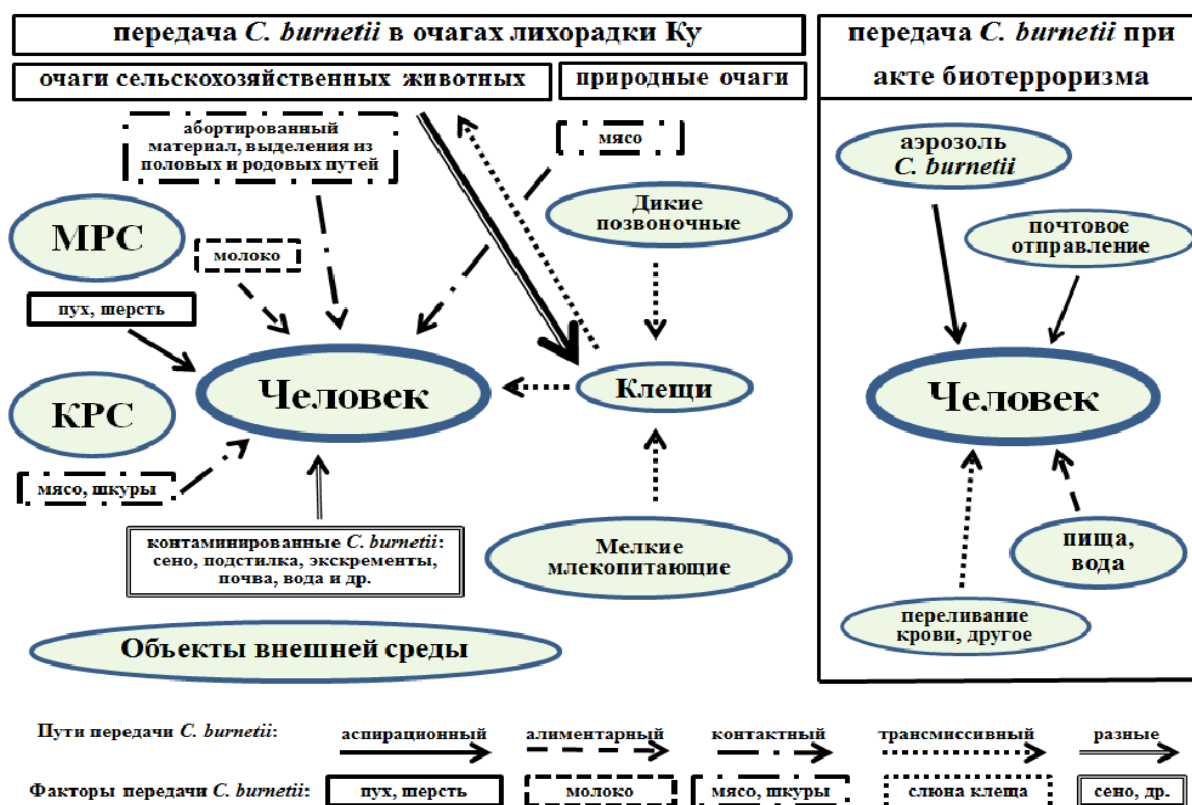 передача C. burnetii в очагах лихорадки Ку
очаги сельскохозяйственных животных
природные очаги
абортированный
материал, выделения из
половых и родовых путей
мясо
МРС
молоко
Дикие
позвоночные
пух, шерсть
Человек
Клещи
КРС
мясо, шкуры
контаминированные C. burnetii:
сено, подстилка, экскременты,
почва, вода и др.
Мелкие
млекопитающие
Объекты внешней среды
передача C. burnetii при
акте биотерроризма
аэрозоль
C. burnetii
почтовое
отправление
Человек
пища,
вода
переливание
крови, другое
Пути передачи C. burnetii:
аспирационный
алиментарный
контактный
трансмиссивный
разные
Факторы передачи C. burnetii:
пух, шерсть
молоко
мясо, шкуры
слюна клеща
сено, др.